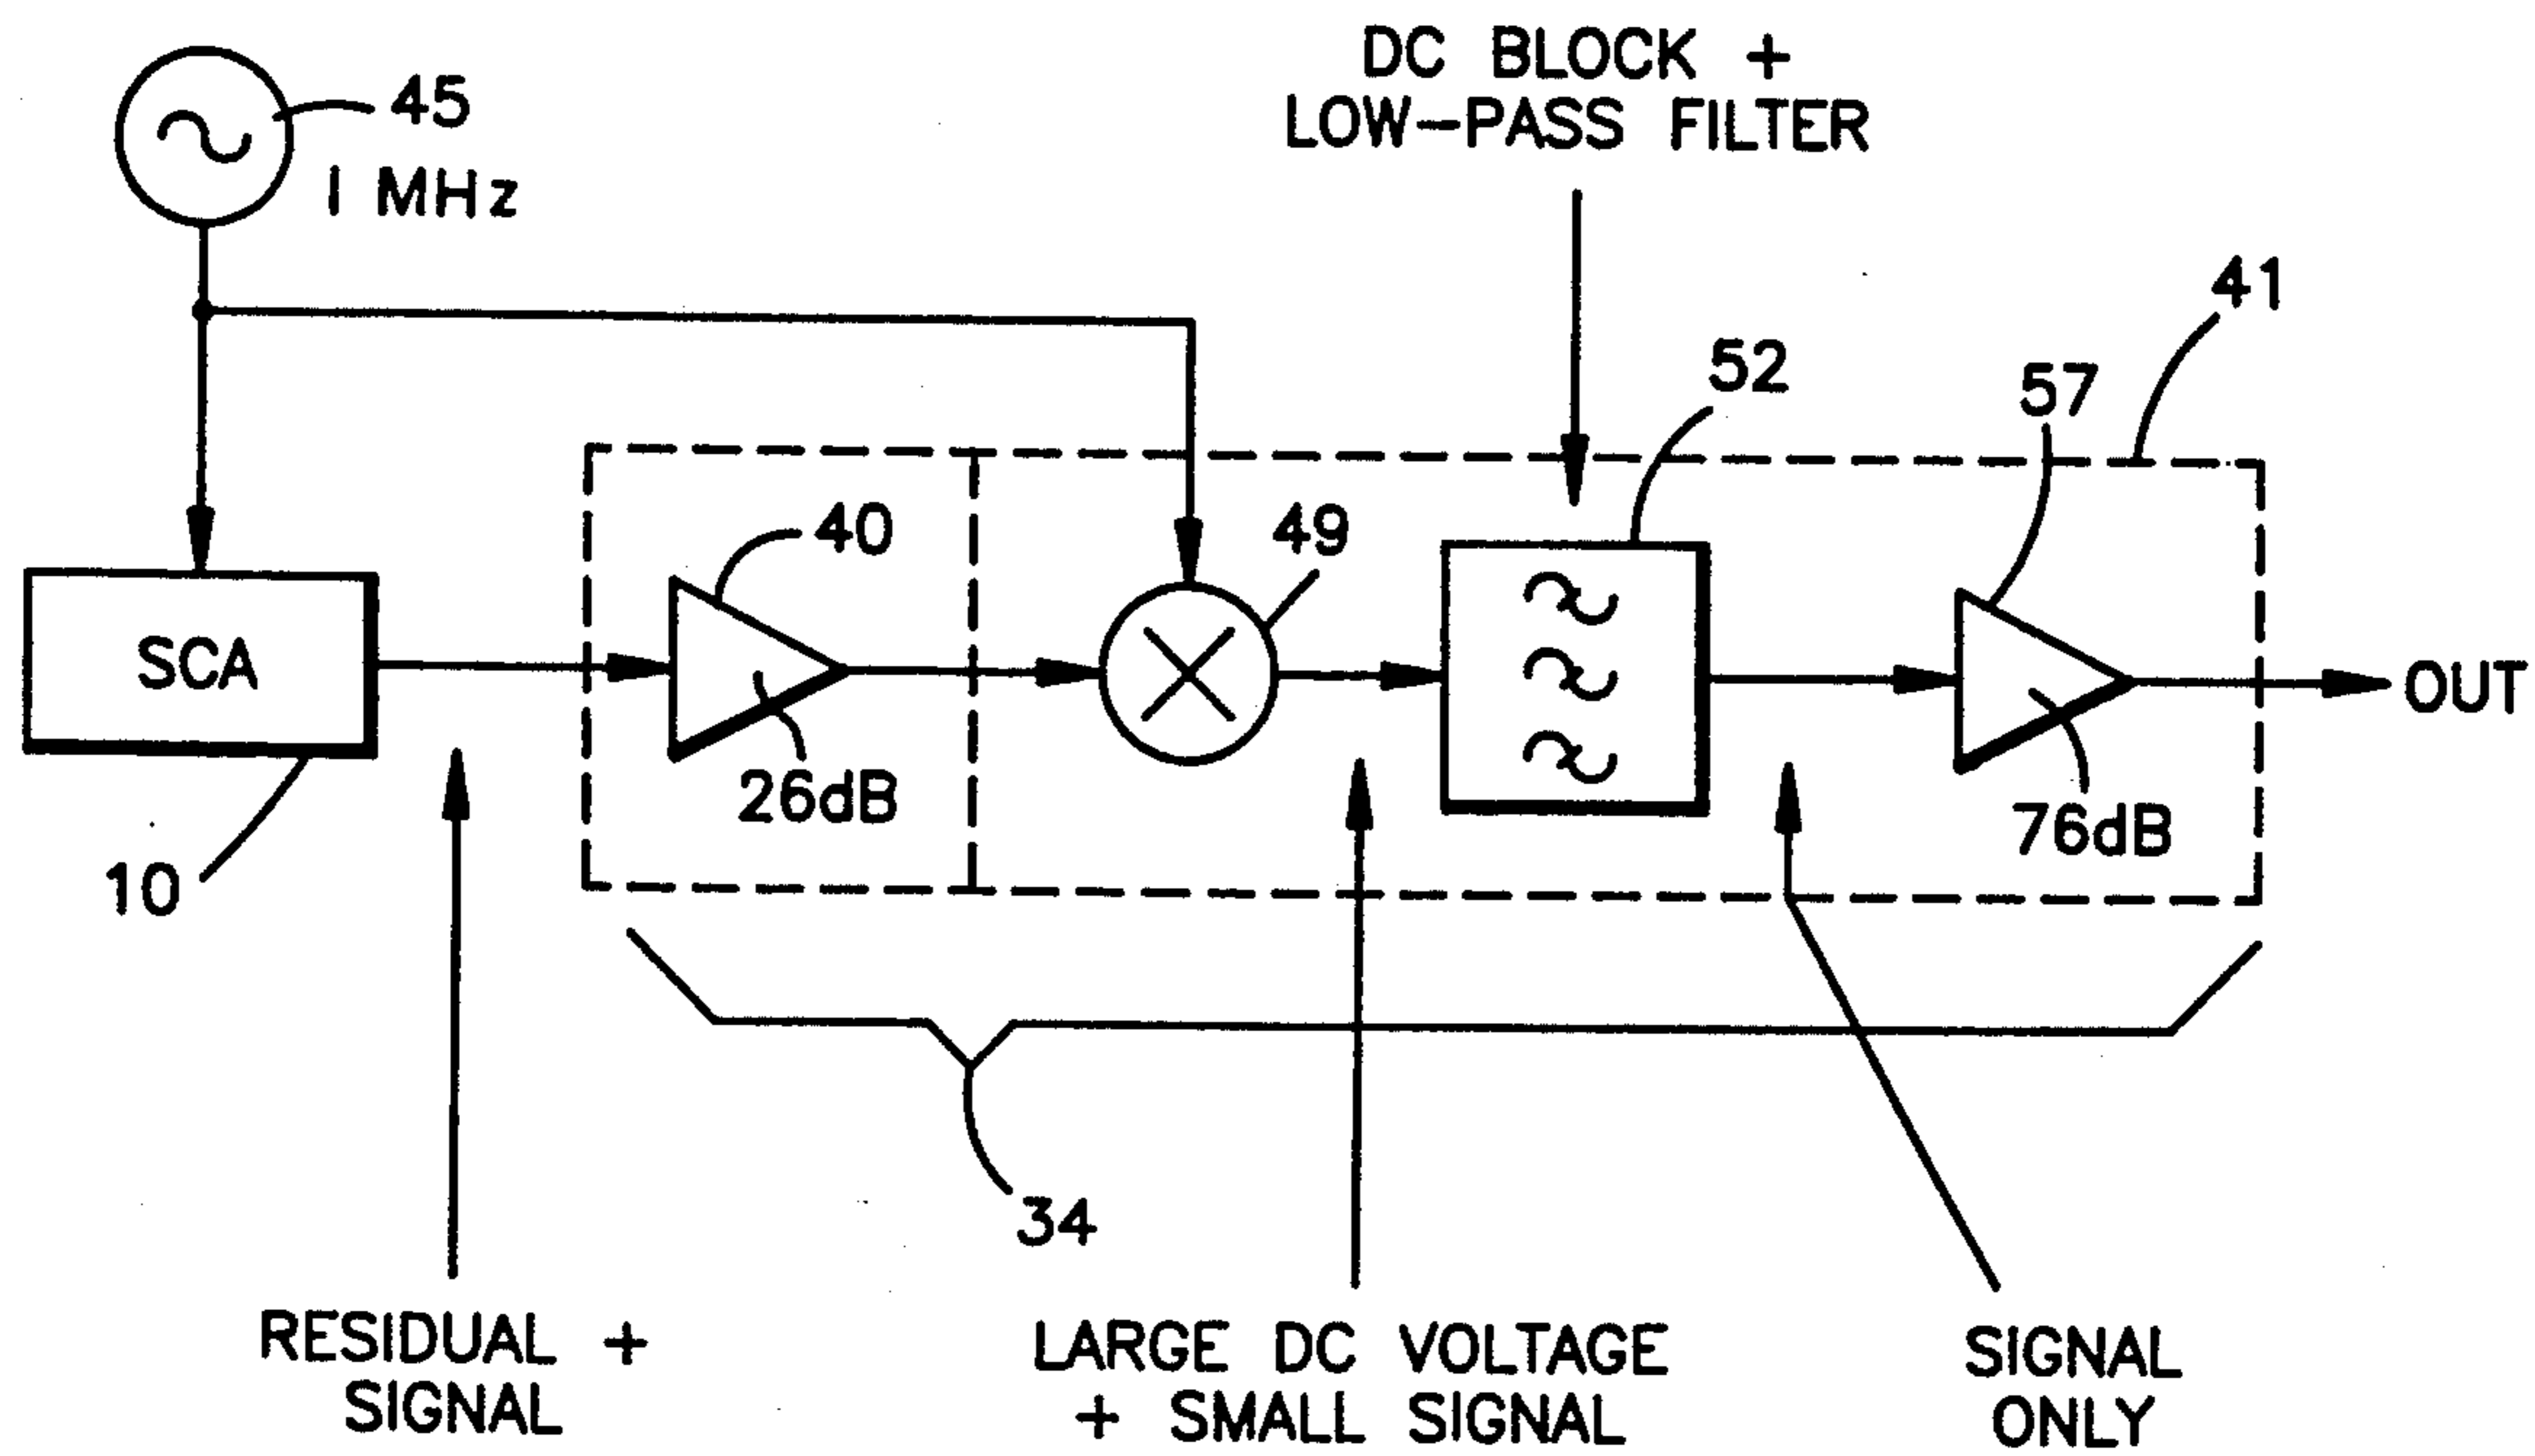 DC BLOCK +
LOW-PASS FILTER
45
1 MHz
41
52
57
40
49
SCA
OUT
26dB
76dB
10
34
RESIDUAL +
SIGNAL
LARGE DC VOLTAGE
+ SMALL SIGNAL
SIGNAL
ONLY